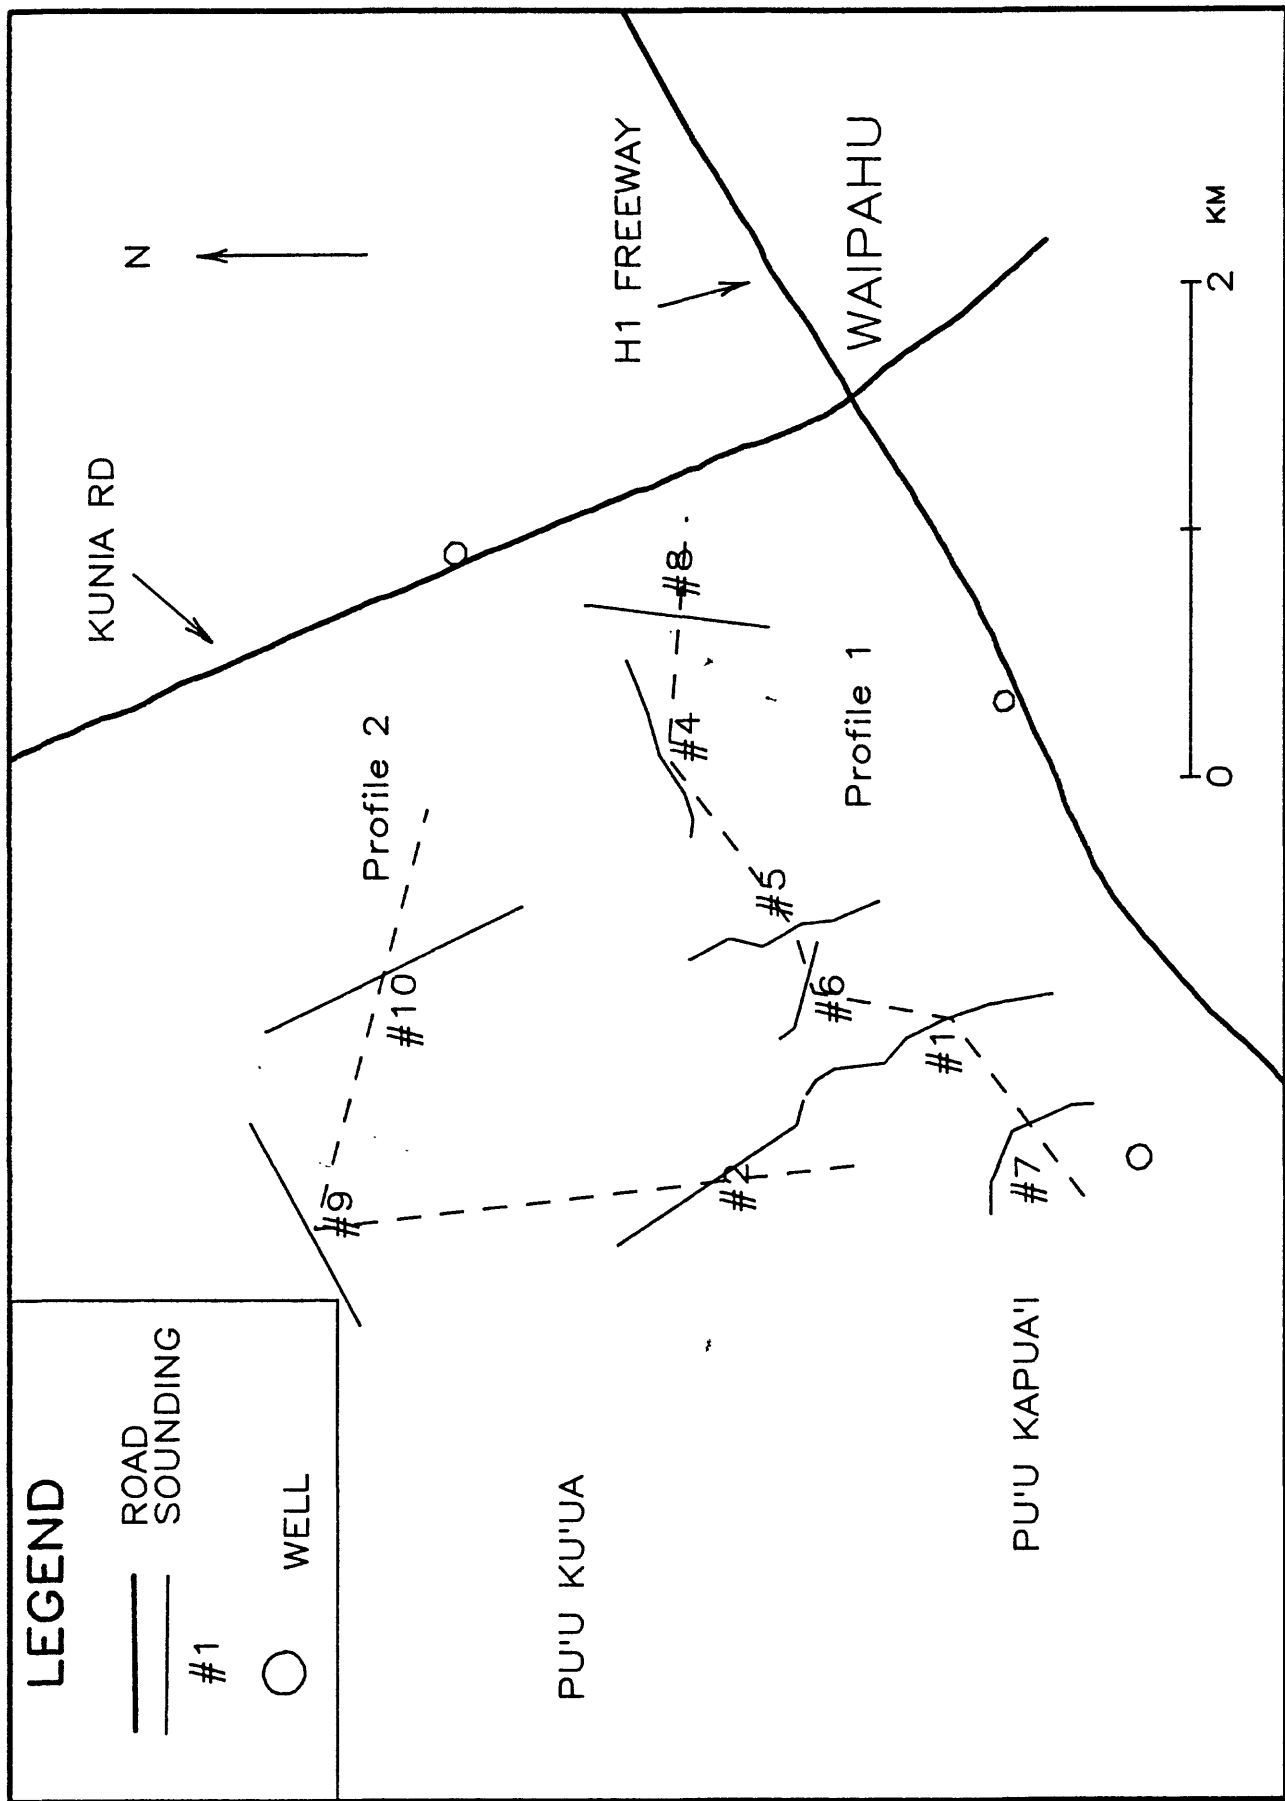 LEGEND
ROAD
SOUNDING
#1
WELL
KUNIA RD
N
H1 FREEWAY
WAIPAHU
Profile 2
#9
#10
#8
#4
Profile 1
#5
#6
#2
#1
#7
PU'U KU'UA
PU'U KAPUA'I
0
2
KM